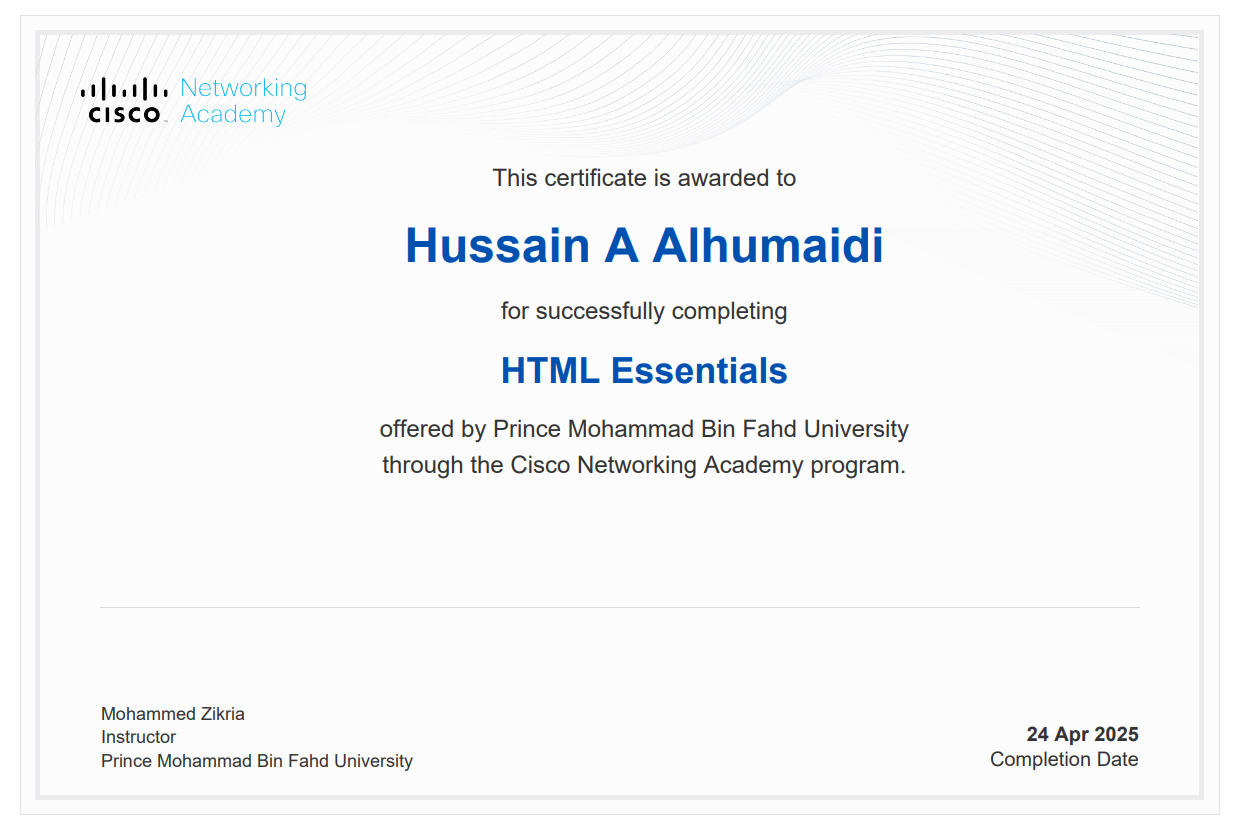 CISCO
Networking
Academy
This certificate is awarded to
Hussain A Alhumaidi
for successfully completing
HTML Essentials
offered by Prince Mohammad Bin Fahd University
through the Cisco Networking Academy program.
Mohammed Zikria
Instructor
Prince Mohammad Bin Fahd University
24 Apr 2025
Completion Date